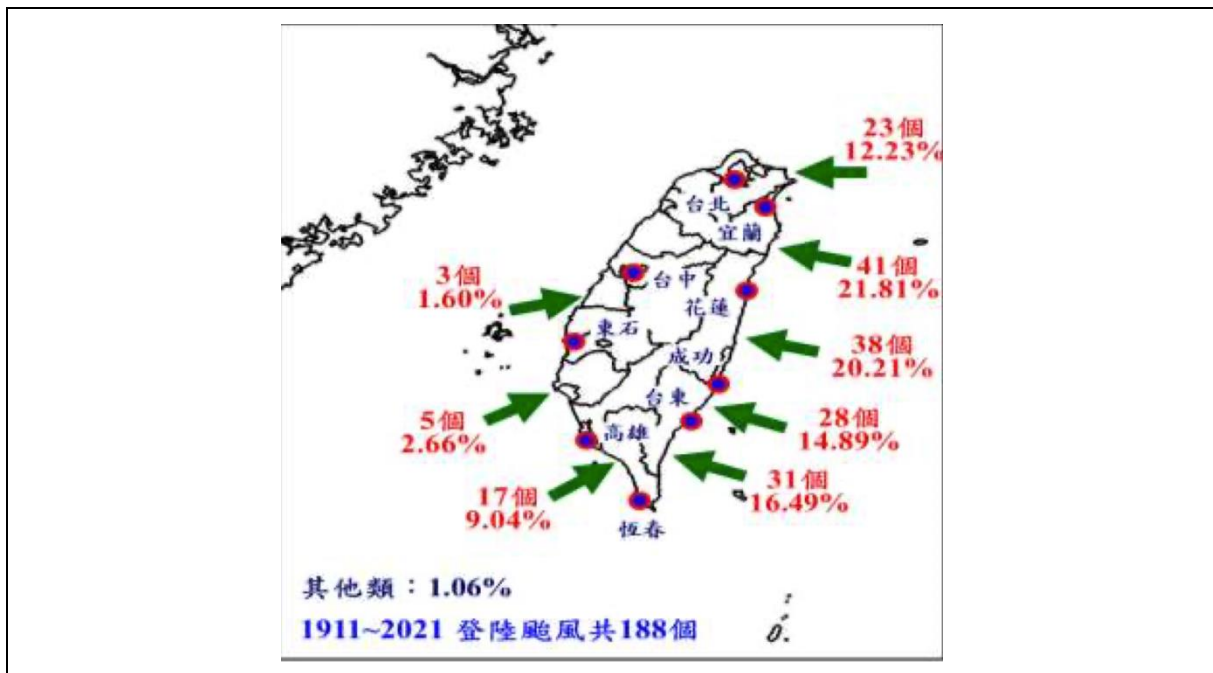 23個
12.23%
台北
宜蘭
41個
21.81%
3個
1.60%
台中
花蓮
東石
38個
20.21%
成功
台東
5個
2.66%
28個
14.89%
高雄
31個
16.49%
17個
9.04%
恆春
其他類：1.06%
1911~2021 登陸颱風共188個